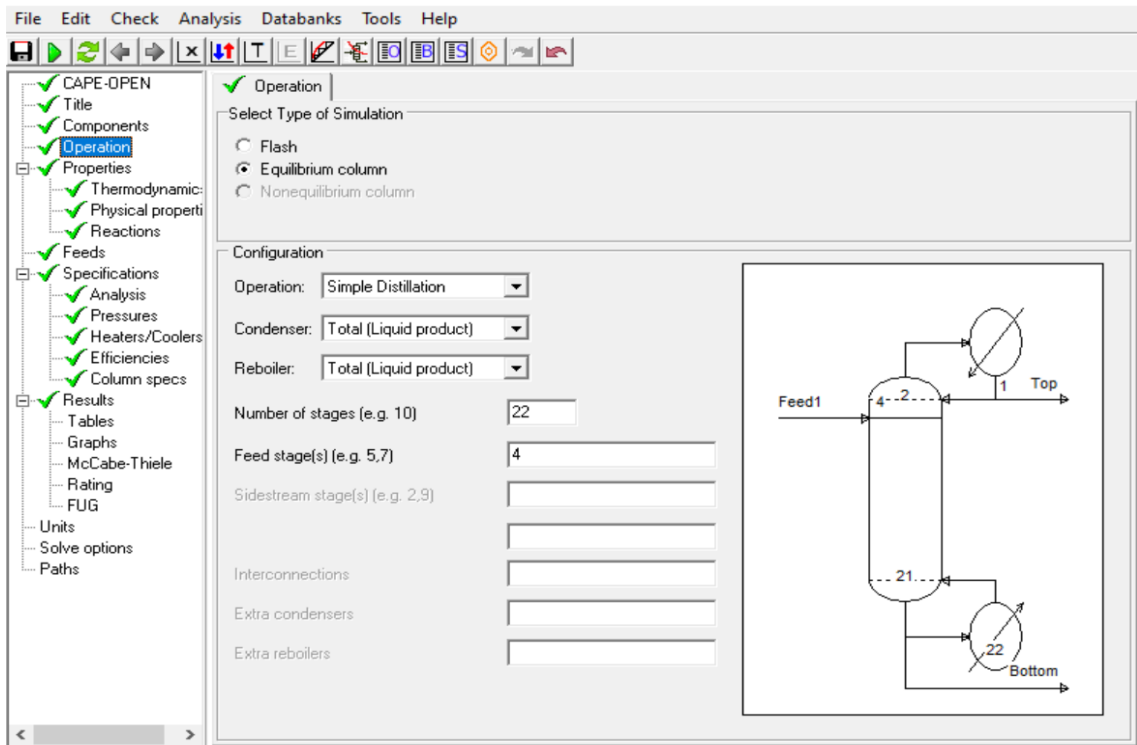 File Edit Check Analysis Databanks Tools Help
T E O B S
CAPE-OPEN
Title
Components
Operation
Properties
Thermodynamic:
Physical properti
Reactions
Feeds
Specifications
Analysis
Pressures
Heaters/Coolers
Efficiencies
Column specs
Results
Tables
Graphs
McCabe-Thiele
Rating
FUG
Units
Solve options
Paths
Operation
Select Type of Simulation
Flash
Equilibrium column
Nonequilibrium column
Configuration
Operation: Simple Distillation
Condenser: Total (Liquid product)
Reboiler: Total (Liquid product)
Number of stages (e.g. 10) 22
Feed stage(s) (e.g. 5,7) 4
Sidestream stage(s) (e.g. 2,9)
Interconnections
Extra condensers
Extra reboilers
1 Top
Feed1 4 2
21
22
Bottom